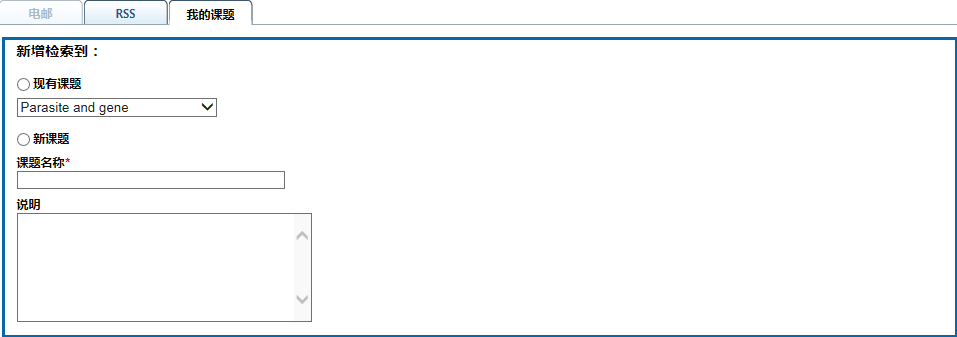 电邮 RSS 我的课题
新增检索到：
现有课题
Parasite and gene
新课题
课题名称*
说明